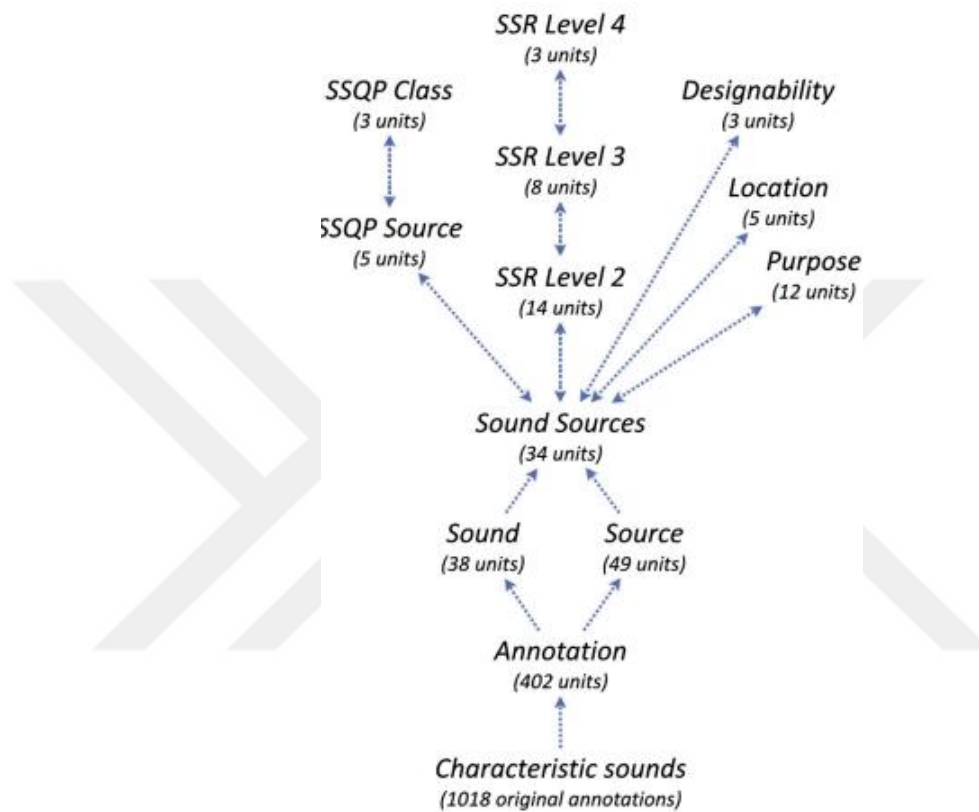 SSR Level 4
(3 units)
SSQP Class
(3 units)
Designability
(3 units)
SSR Level 3
(8 units)
Location
(5 units)
SSQP Source
(5 units)
Purpose
(12 units)
SSR Level 2
(14 units)
Sound Sources
(34 units)
Sound
(38 units)
Source
(49 units)
Annotation
(402 units)
Characteristic sounds
(1018 original annotations)